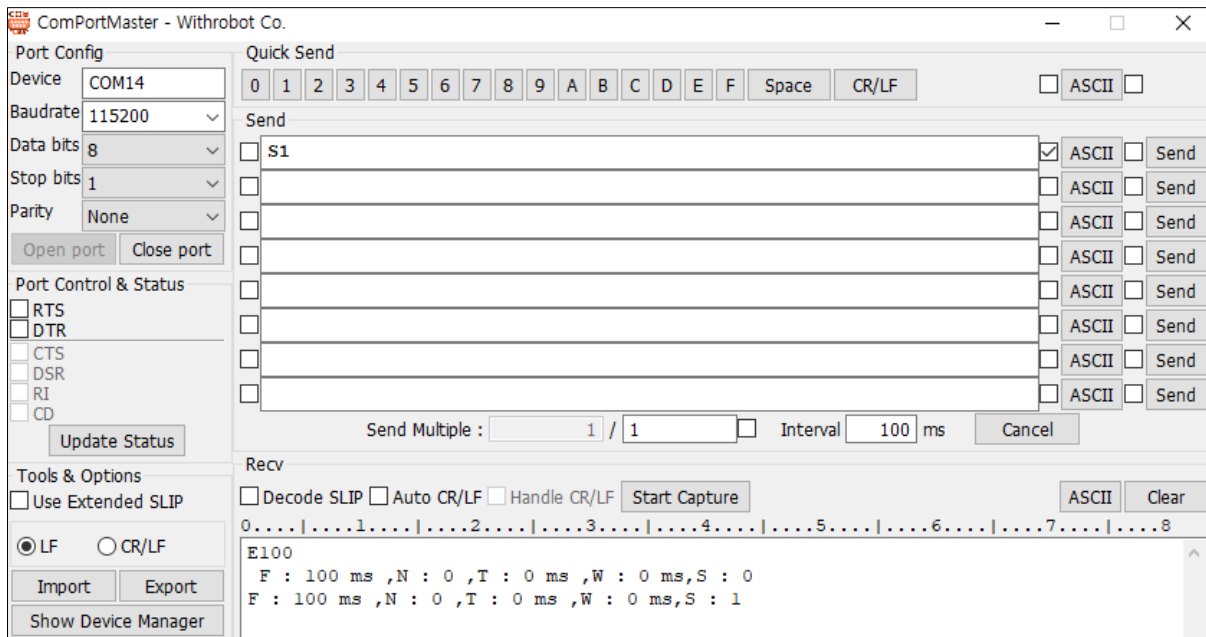 ComPortMaster - Withrobot Co.
Port Config
Device COM14
Baudrate 115200
Data bits 8
Stop bits 1
Parity None
Open port Close port
Port Control & Status
RTS
DTR
CTS
DSR
RI
CD
Update Status
Tools & Options
Use Extended SLIP
LF CR/LF
Import Export
Show Device Manager
Quick Send
0 1 2 3 4 5 6 7 8 9 A B C D E F Space CR/LF ASCII
Send
S1 ASCII Send
ASCII Send
ASCII Send
ASCII Send
ASCII Send
ASCII Send
ASCII Send
ASCII Send
Send Multiple : 1 / 1 Interval 100 ms Cancel
Recv
Decode SLIP Auto CR/LF Handle CR/LF Start Capture ASCII Clear
0....|....1....|....2....|....3....|....4....|....5....|....6....|....7....|....8
E100
F : 100 ms ,N : 0 ,T : 0 ms ,W : 0 ms,S : 0
F : 100 ms ,N : 0 ,T : 0 ms ,W : 0 ms,S : 1